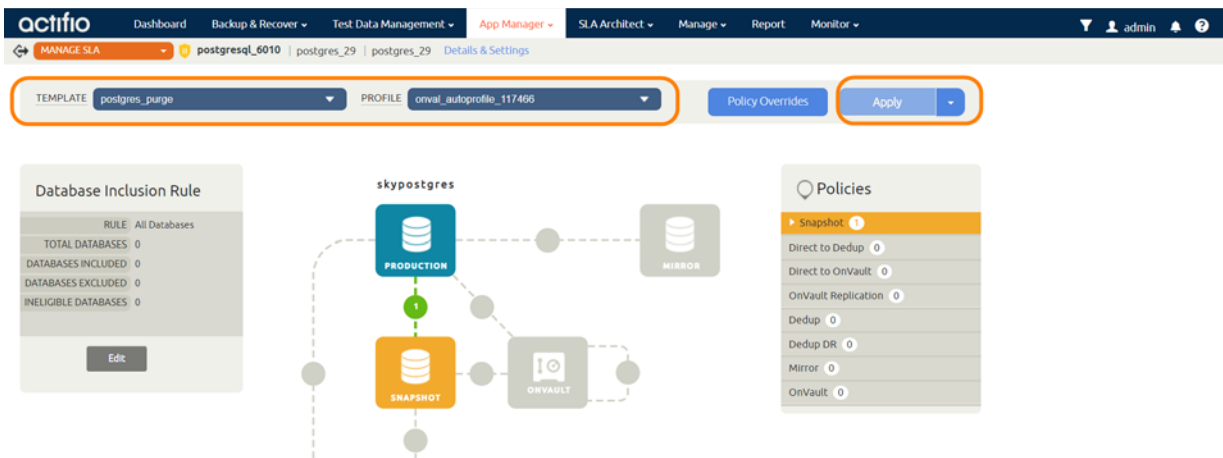 actifio Dashboard Backup & Recover Test Data Management App Manager SLA Architect Manage Report Monitor admin
MANAGE SLA postgresql_6010 | postgres_29 | postgres_29 Details & Settings
TEMPLATE postgres_purge PROFILE onval_autoprofile_117466 Policy Overrides Apply
Database Inclusion Rule
RULE All Databases
TOTAL DATABASES 0
DATABASES INCLUDED 0
DATABASES EXCLUDED 0
INELIGIBLE DATABASES 0
Edit
skypostgres
PRODUCTION
MIRROR
1
SNAPSHOT
ONVAULT
Policies
Snapshot 1
Direct to Dedup 0
Direct to OnVault 0
OnVault Replication 0
Dedup 0
Dedup DR 0
Mirror 0
OnVault 0